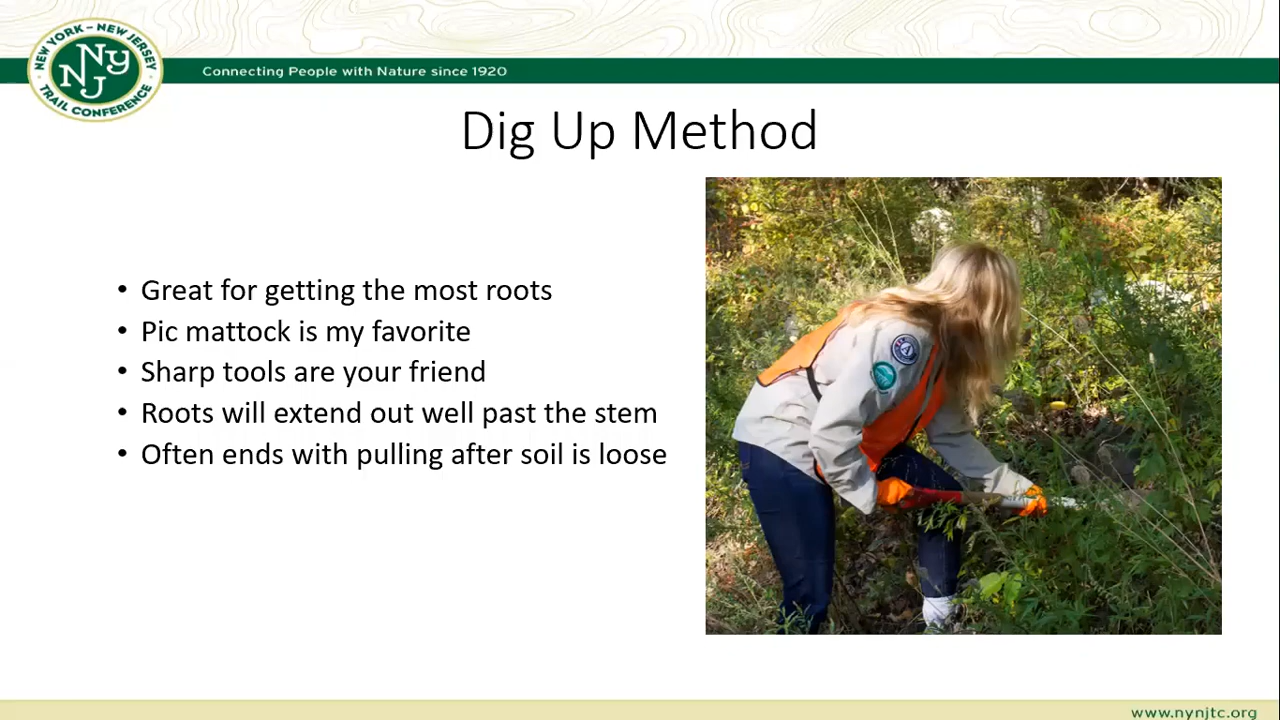 NEW YORK – NEW JERSEY
NY
NJ
TRAIL CONFERENCE
Connecting People with Nature since 1920
Dig Up Method
• Great for getting the most roots
• Pic mattock is my favorite
• Sharp tools are your friend
• Roots will extend out well past the stem
• Often ends with pulling after soil is loose
www.nynjtc.org